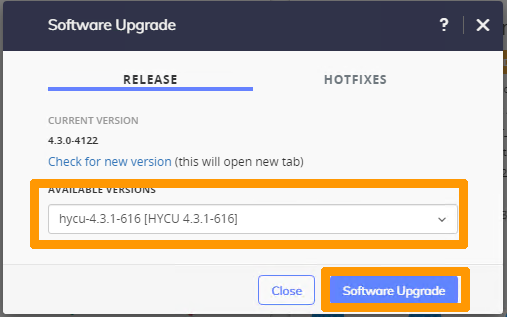 Software Upgrade
?
RELEASE HOTFIXES
CURRENT VERSION
4.3.0-4122
Check for new version (this will open new tab)
AVAILABLE VERSIONS
hycu-4.3.1-616 [HYCU 4.3.1-616]
Close Software Upgrade